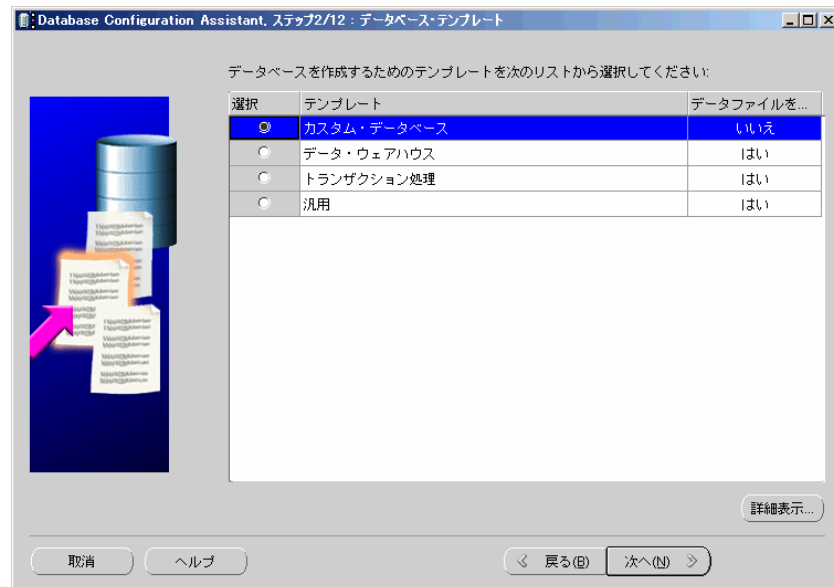 Database Configuration Assistant, ステップ2/12 : データベース・テンプレート
データベースを作成するためのテンプレートを次のリストから選択してください:
選択 テンプレート データファイルを...
カスタム・データベース いいえ
データ・ウェアハウス はい
トランザクション処理 はい
汎用 はい
詳細表示...
取消 ヘルプ 戻る(B) 次へ(N)